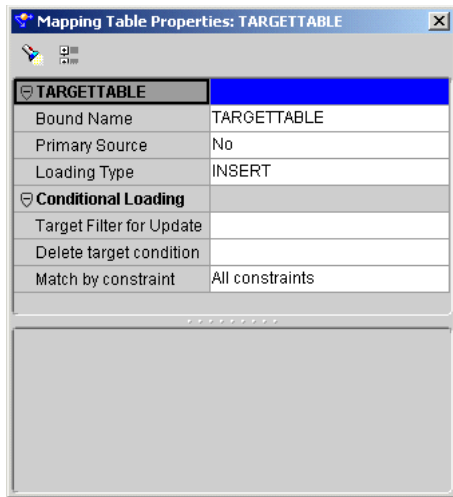 Mapping Table Properties: TARGETTABLE
TARGETTABLE
Bound Name TARGETTABLE
Primary Source No
Loading Type INSERT
Conditional Loading
Target Filter for Update
Delete target condition
Match by constraint All constraints